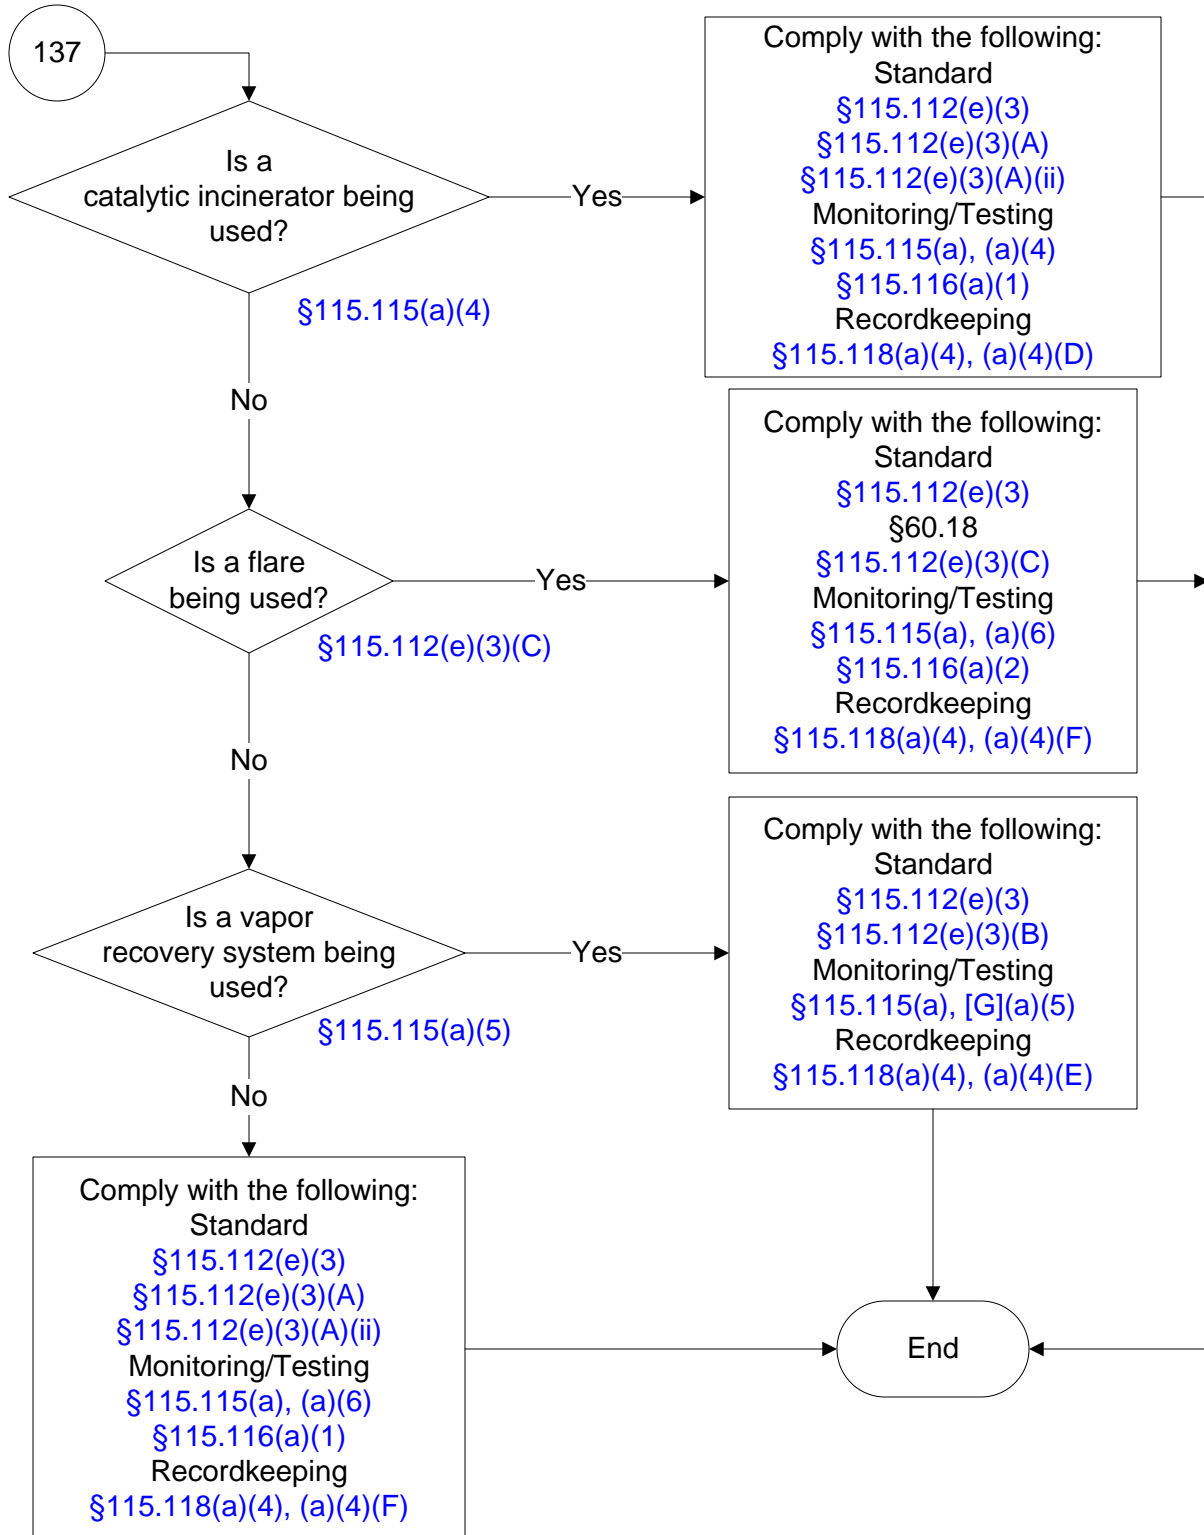 137
Is a
catalytic incinerator being
used?
§115.115(a)(4)
Yes
Comply with the following:
Standard
§115.112(e)(3)
§115.112(e)(3)(A)
§115.112(e)(3)(A)(ii)
Monitoring/Testing
§115.115(a), (a)(4)
§115.116(a)(1)
Recordkeeping
§115.118(a)(4), (a)(4)(D)
No
Is a flare
being used?
§115.112(e)(3)(C)
Yes
Comply with the following:
Standard
§115.112(e)(3)
§60.18
§115.112(e)(3)(C)
Monitoring/Testing
§115.115(a), (a)(6)
§115.116(a)(2)
Recordkeeping
§115.118(a)(4), (a)(4)(F)
No
Is a vapor
recovery system being
used?
§115.115(a)(5)
Yes
Comply with the following:
Standard
§115.112(e)(3)
§115.112(e)(3)(B)
Monitoring/Testing
§115.115(a), [G](a)(5)
Recordkeeping
§115.118(a)(4), (a)(4)(E)
No
Comply with the following:
Standard
§115.112(e)(3)
§115.112(e)(3)(A)
§115.112(e)(3)(A)(ii)
Monitoring/Testing
§115.115(a), (a)(6)
§115.116(a)(1)
Recordkeeping
§115.118(a)(4), (a)(4)(F)
End